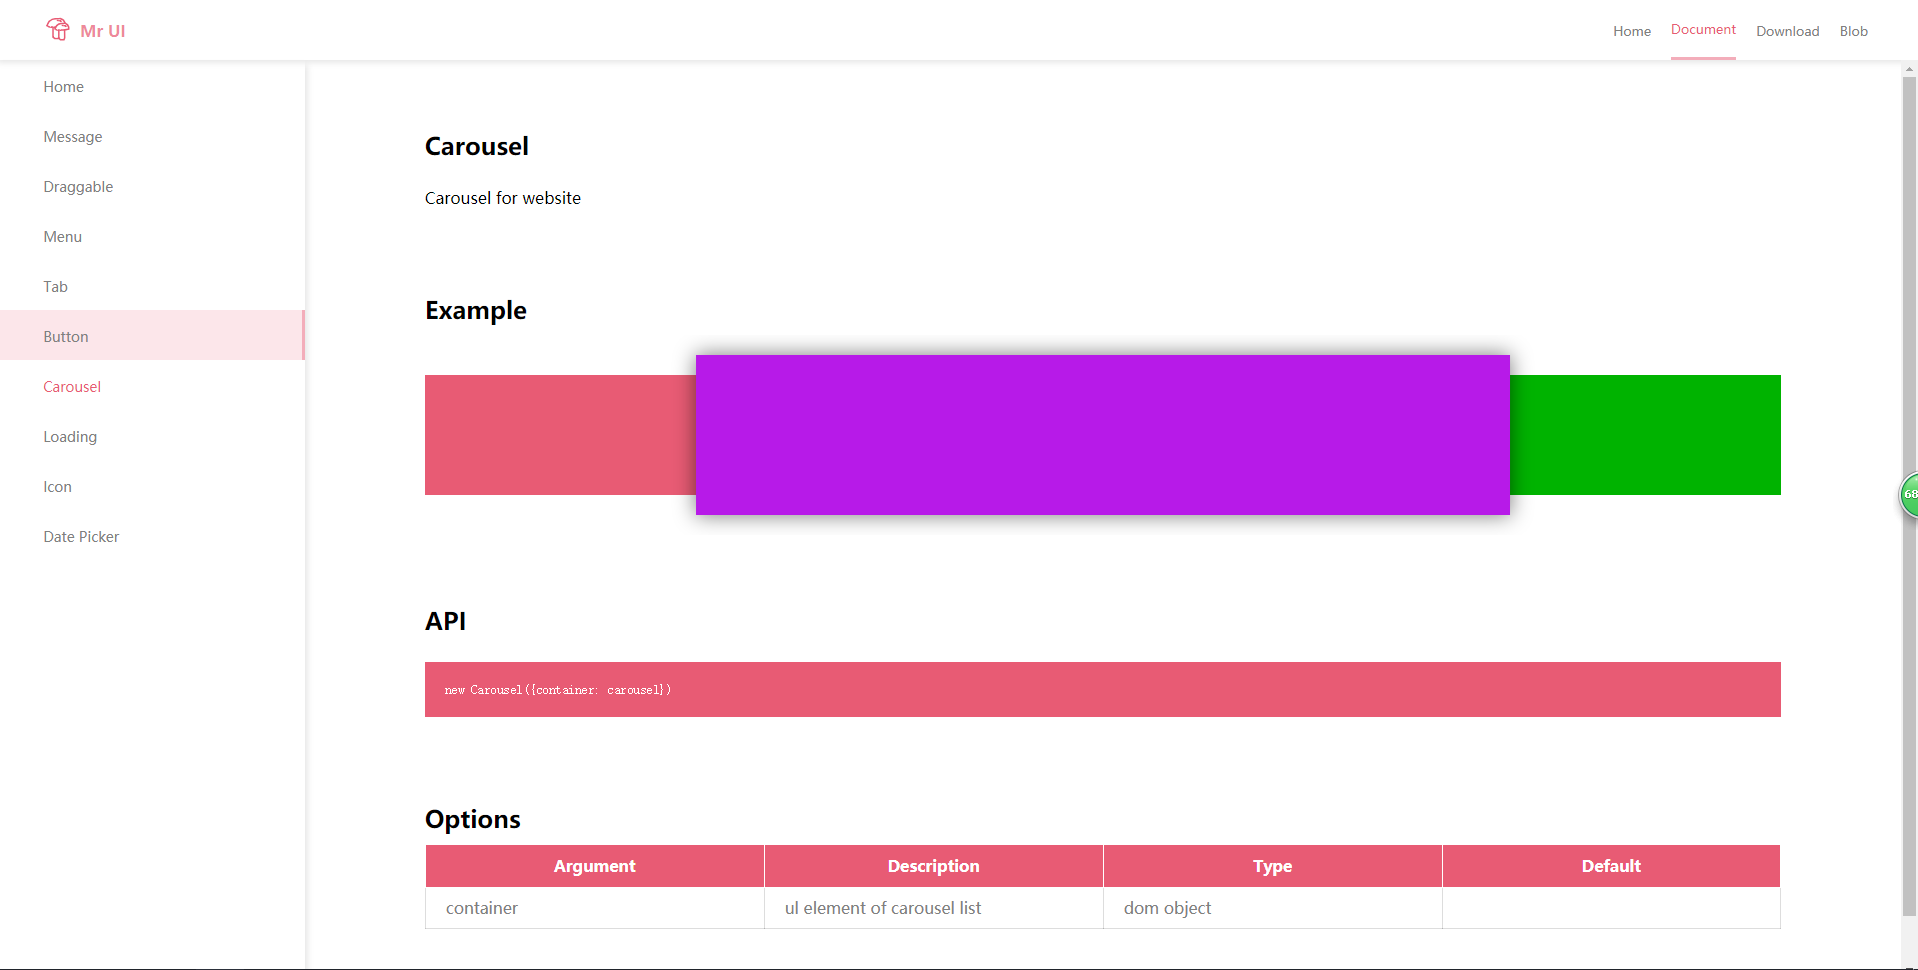 Mr UI
Home Document Download Blob
Home
Message
Draggable
Menu
Tab
Button
Carousel
Loading
Icon
Date Picker
Carousel
Carousel for website
Example
API
new Carousel({container: carousel})
Options
Argument Description Type Default
container ul element of carousel list dom object
68